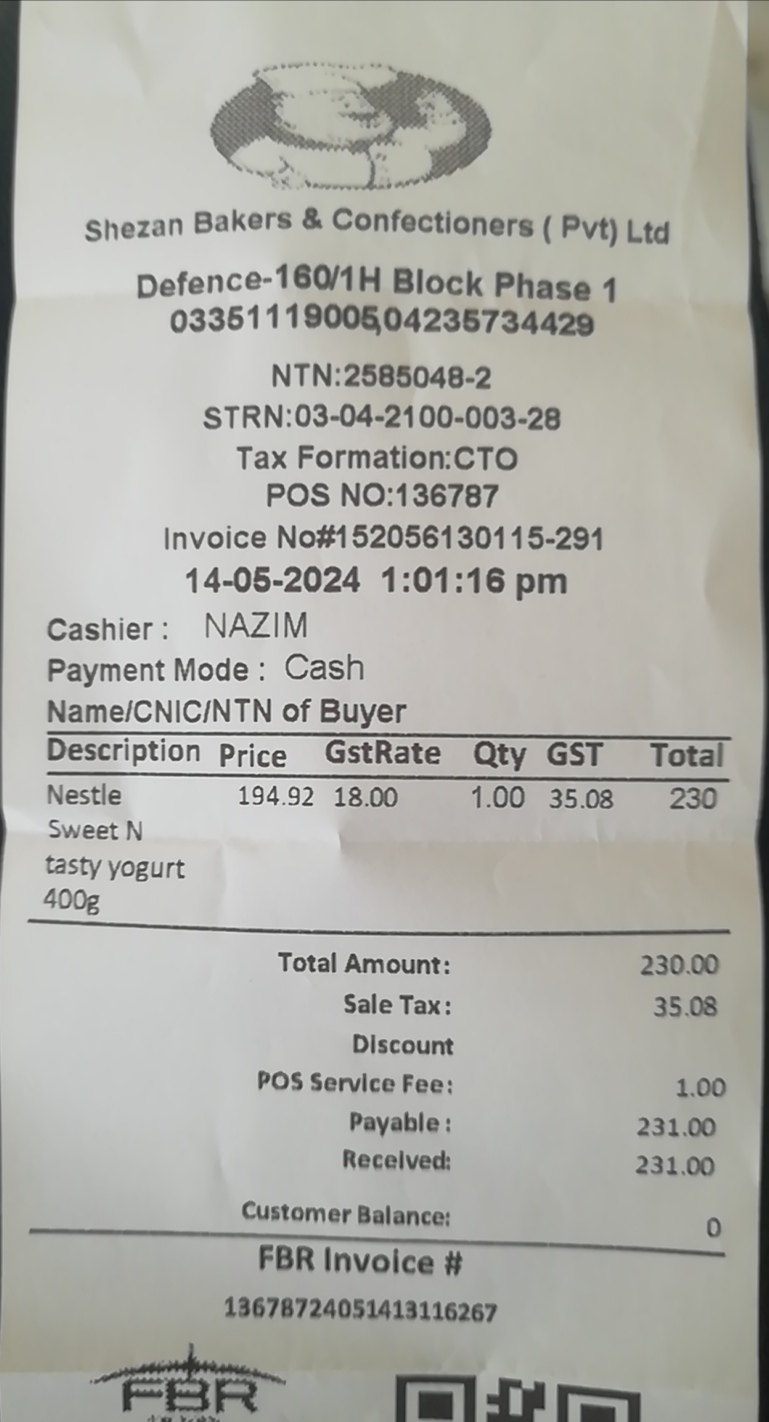 Shezan Bakers & Confectioners ( Pvt) Ltd
Defence-160/1H Block Phase 1
03351119005,04235734429
NTN:2585048-2
STRN:03-04-2100-003-28
Tax Formation:CTO
POS NO:136787
Invoice No#152056130115-291
14-05-2024 1:01:16 pm
Cashier : NAZIM
Payment Mode : Cash
Name/CNIC/NTN of Buyer
Description Price GstRate Qty GST Total
Nestle 194.92 18.00 1.00 35.08 230
Sweet N
tasty yogurt
400g
Total Amount: 230.00
Sale Tax: 35.08
Discount
POS Service Fee: 1.00
Payable : 231.00
Received: 231.00
Customer Balance: 0
FBR Invoice #
13678724051413116267
FBR